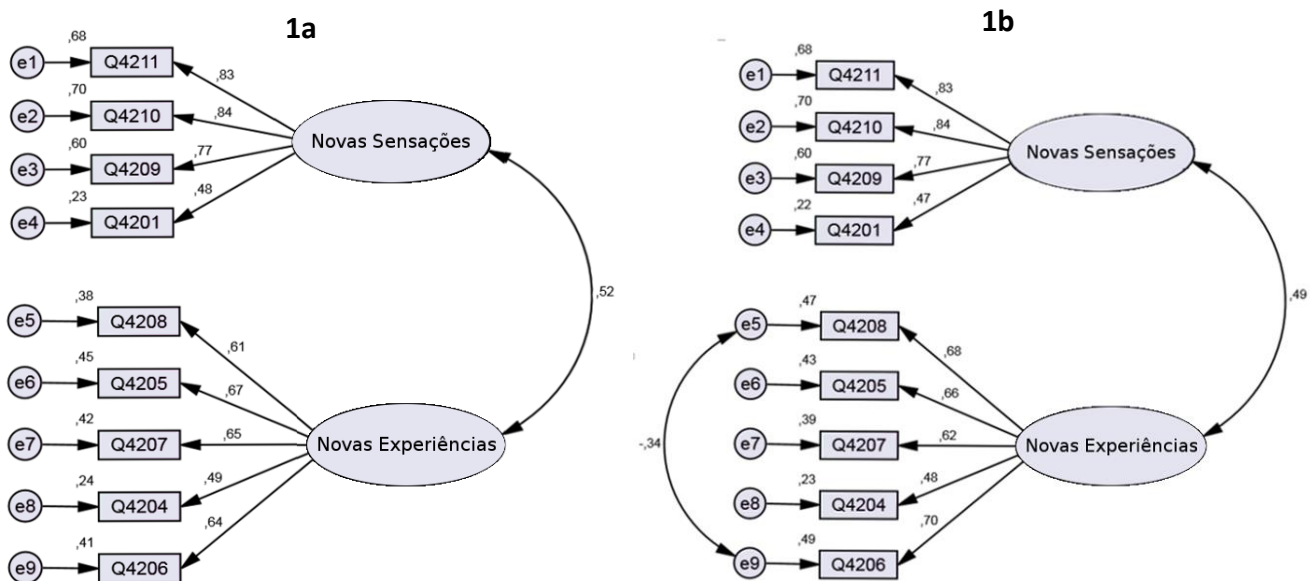 1a
,68
e1
Q4211
,83
,70
e2
Q4210
,84
Novas Sensações
,60
e3
Q4209
,77
,23
e4
Q4201
,48
,52
,38
e5
Q4208
,61
,45
e6
Q4205
,67
,42
e7
Q4207
,65
Novas Experiências
,24
e8
Q4204
,49
,41
e9
Q4206
,64
1b
,68
e1
Q4211
,83
,70
e2
Q4210
,84
Novas Sensações
,60
e3
Q4209
,77
,22
e4
Q4201
,47
,49
,47
e5
Q4208
,68
,43
e6
Q4205
,66
-,34
,39
e7
Q4207
,62
Novas Experiências
,23
e8
Q4204
,48
,49
e9
Q4206
,70